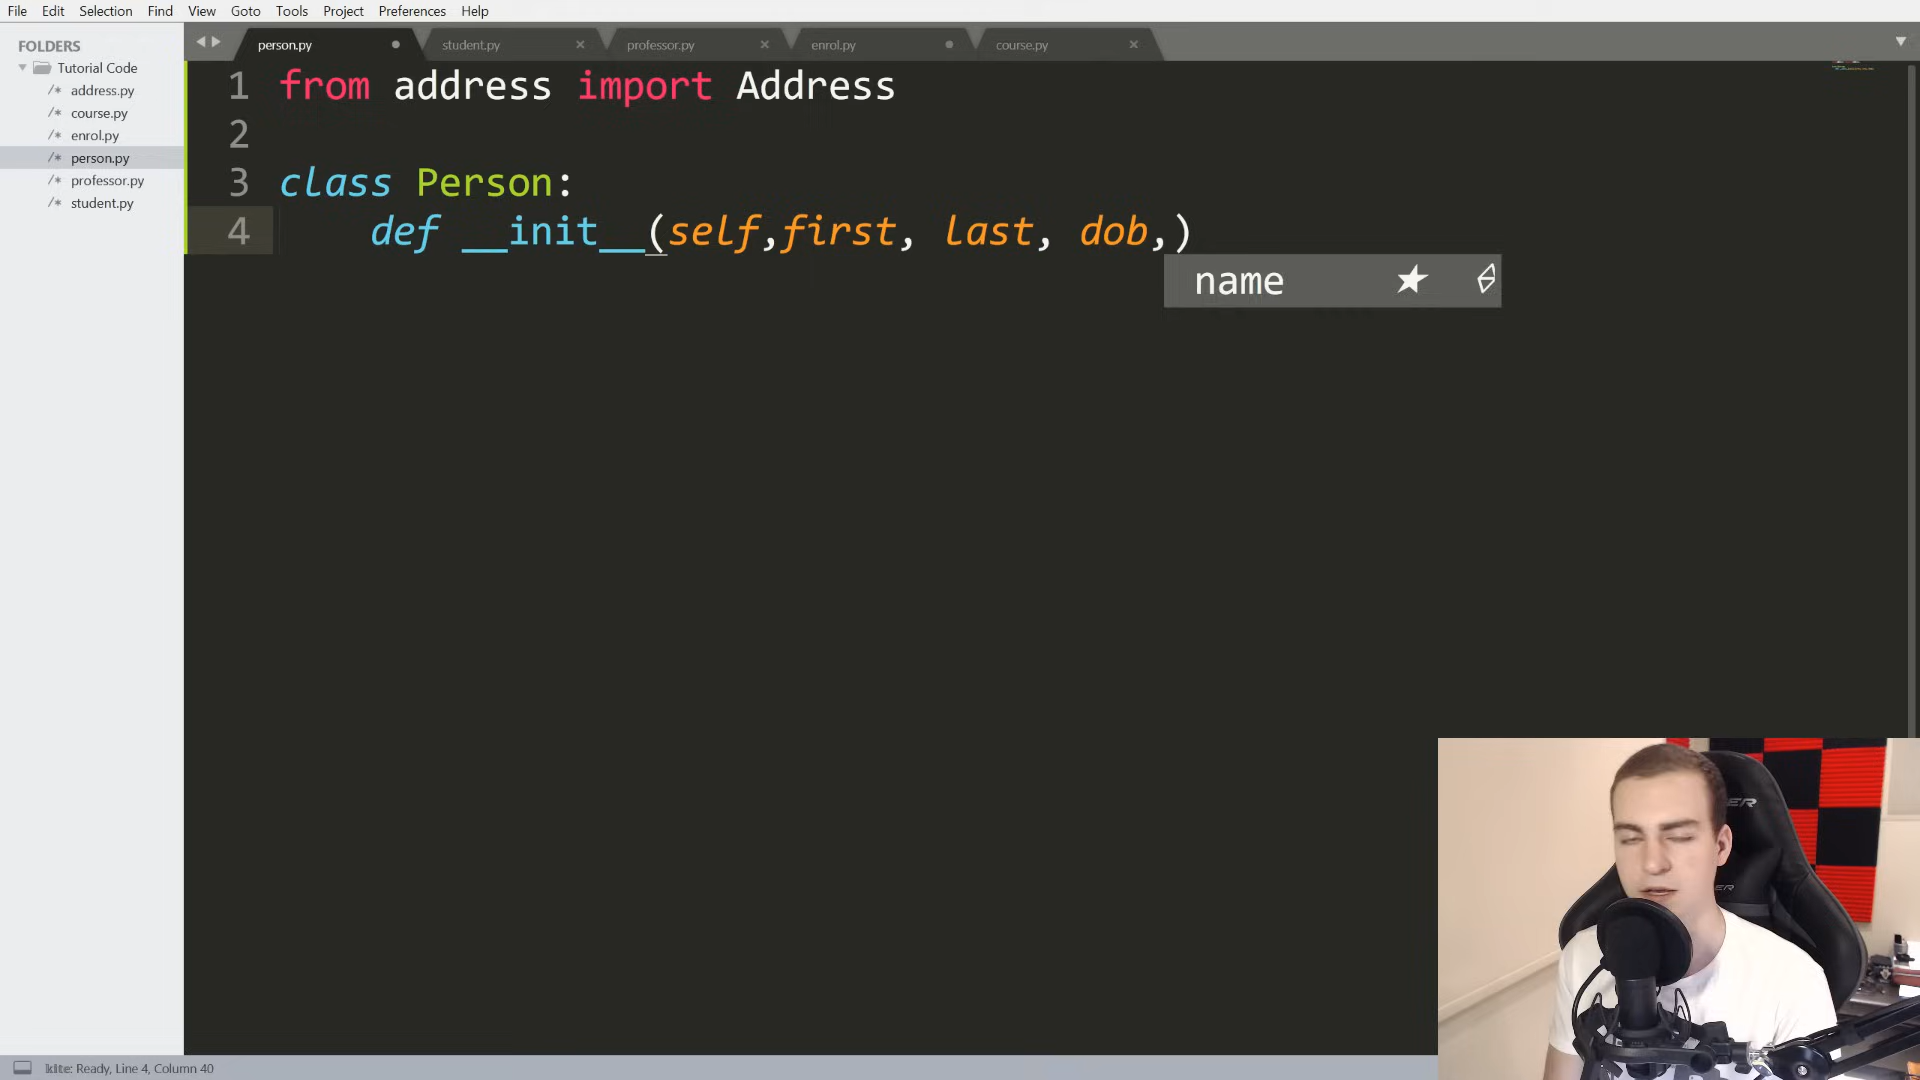 File Edit Selection Find View Goto Tools Project Preferences Help
FOLDERS
Tutorial Code
/* address.py
/* course.py
/* enrol.py
/* person.py
/* professor.py
/* student.py
person.py student.py professor.py enrol.py course.py
1 from address import Address
2
3 class Person:
4 def __init__(self,first, last, dob,)
name
kite: Ready, Line 4, Column 40